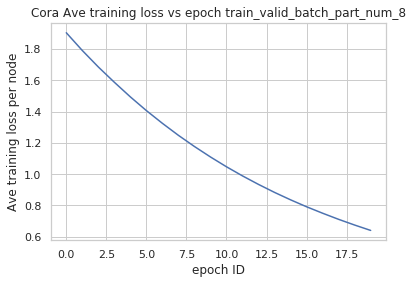 Cora Ave training loss vs epoch train_valid_batch_part_num_8
Ave training loss per node
1.8
1.6
1.4
1.2
1.0
0.8
0.6
0.0 2.5 5.0 7.5 10.0 12.5 15.0 17.5
epoch ID